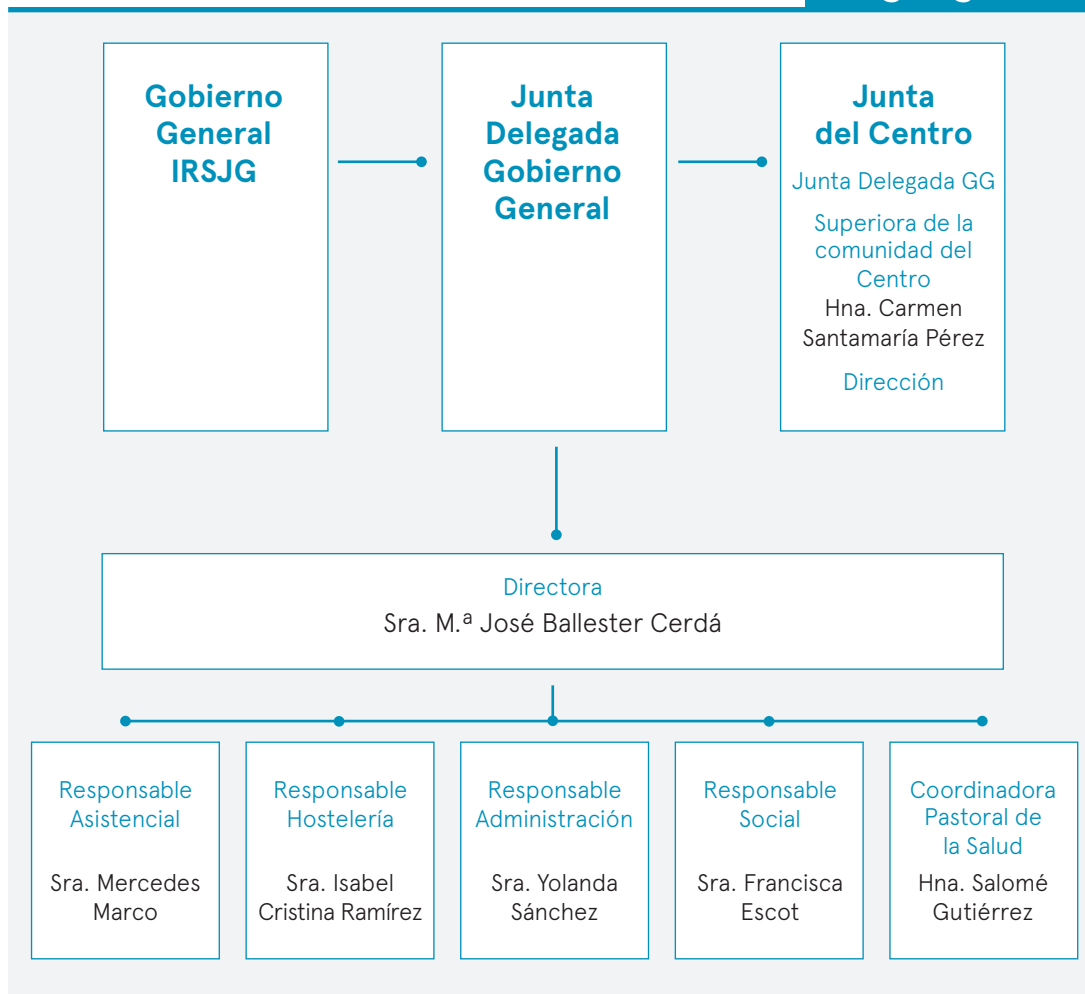 Gobierno
General
IRSJG
Junta
Delegada
Gobierno
General
Junta
del Centro
Junta Delegada GG
Superiora de la
comunidad del
Centro
Hna. Carmen
Santamaría Pérez
Dirección
Directora
Sra. M.ª José Ballester Cerdá
Responsable
Asistencial
Sra. Mercedes
Marco
Responsable
Hostelería
Sra. Isabel
Cristina Ramírez
Responsable
Administración
Sra. Yolanda
Sánchez
Responsable
Social
Sra. Francisca
Escot
Coordinadora
Pastoral de
la Salud
Hna. Salomé
Gutiérrez